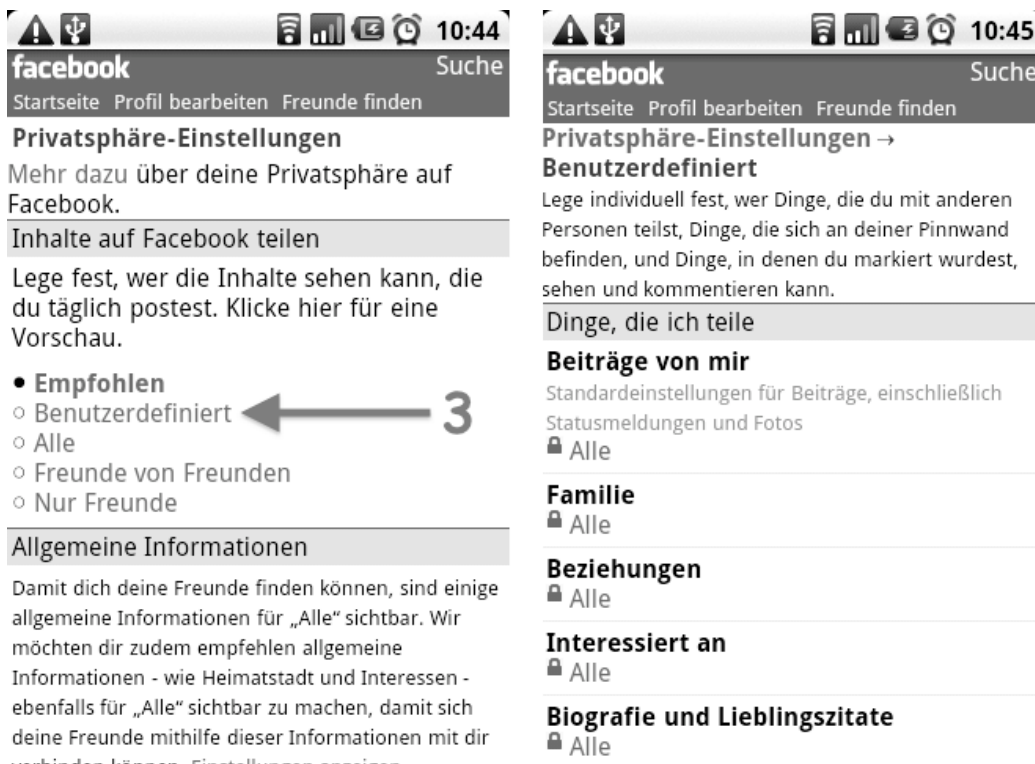 10:44
facebook Suche
Startseite Profil bearbeiten Freunde finden
Privatsphäre-Einstellungen
Mehr dazu über deine Privatsphäre auf
Facebook.
Inhalte auf Facebook teilen
Lege fest, wer die Inhalte sehen kann, die
du täglich postest. Klicke hier für eine
Vorschau.
• Empfohlen
○ Benutzerdefiniert 3
○ Alle
○ Freunde von Freunden
○ Nur Freunde
Allgemeine Informationen
Damit dich deine Freunde finden können, sind einige
allgemeine Informationen für „Alle“ sichtbar. Wir
möchten dir zudem empfehlen allgemeine
Informationen - wie Heimatstadt und Interessen -
ebenfalls für „Alle“ sichtbar zu machen, damit sich
deine Freunde mithilfe dieser Informationen mit dir
verbinden können. Einstellungen anzeigen
10:45
facebook Suche
Startseite Profil bearbeiten Freunde finden
Privatsphäre-Einstellungen →
Benutzerdefiniert
Lege individuell fest, wer Dinge, die du mit anderen
Personen teilst, Dinge, die sich an deiner Pinnwand
befinden, und Dinge, in denen du markiert wurdest,
sehen und kommentieren kann.
Dinge, die ich teile
Beiträge von mir
Standardeinstellungen für Beiträge, einschließlich
Statusmeldungen und Fotos
Alle
Familie
Alle
Beziehungen
Alle
Interessiert an
Alle
Biografie und Lieblingszitate
Alle